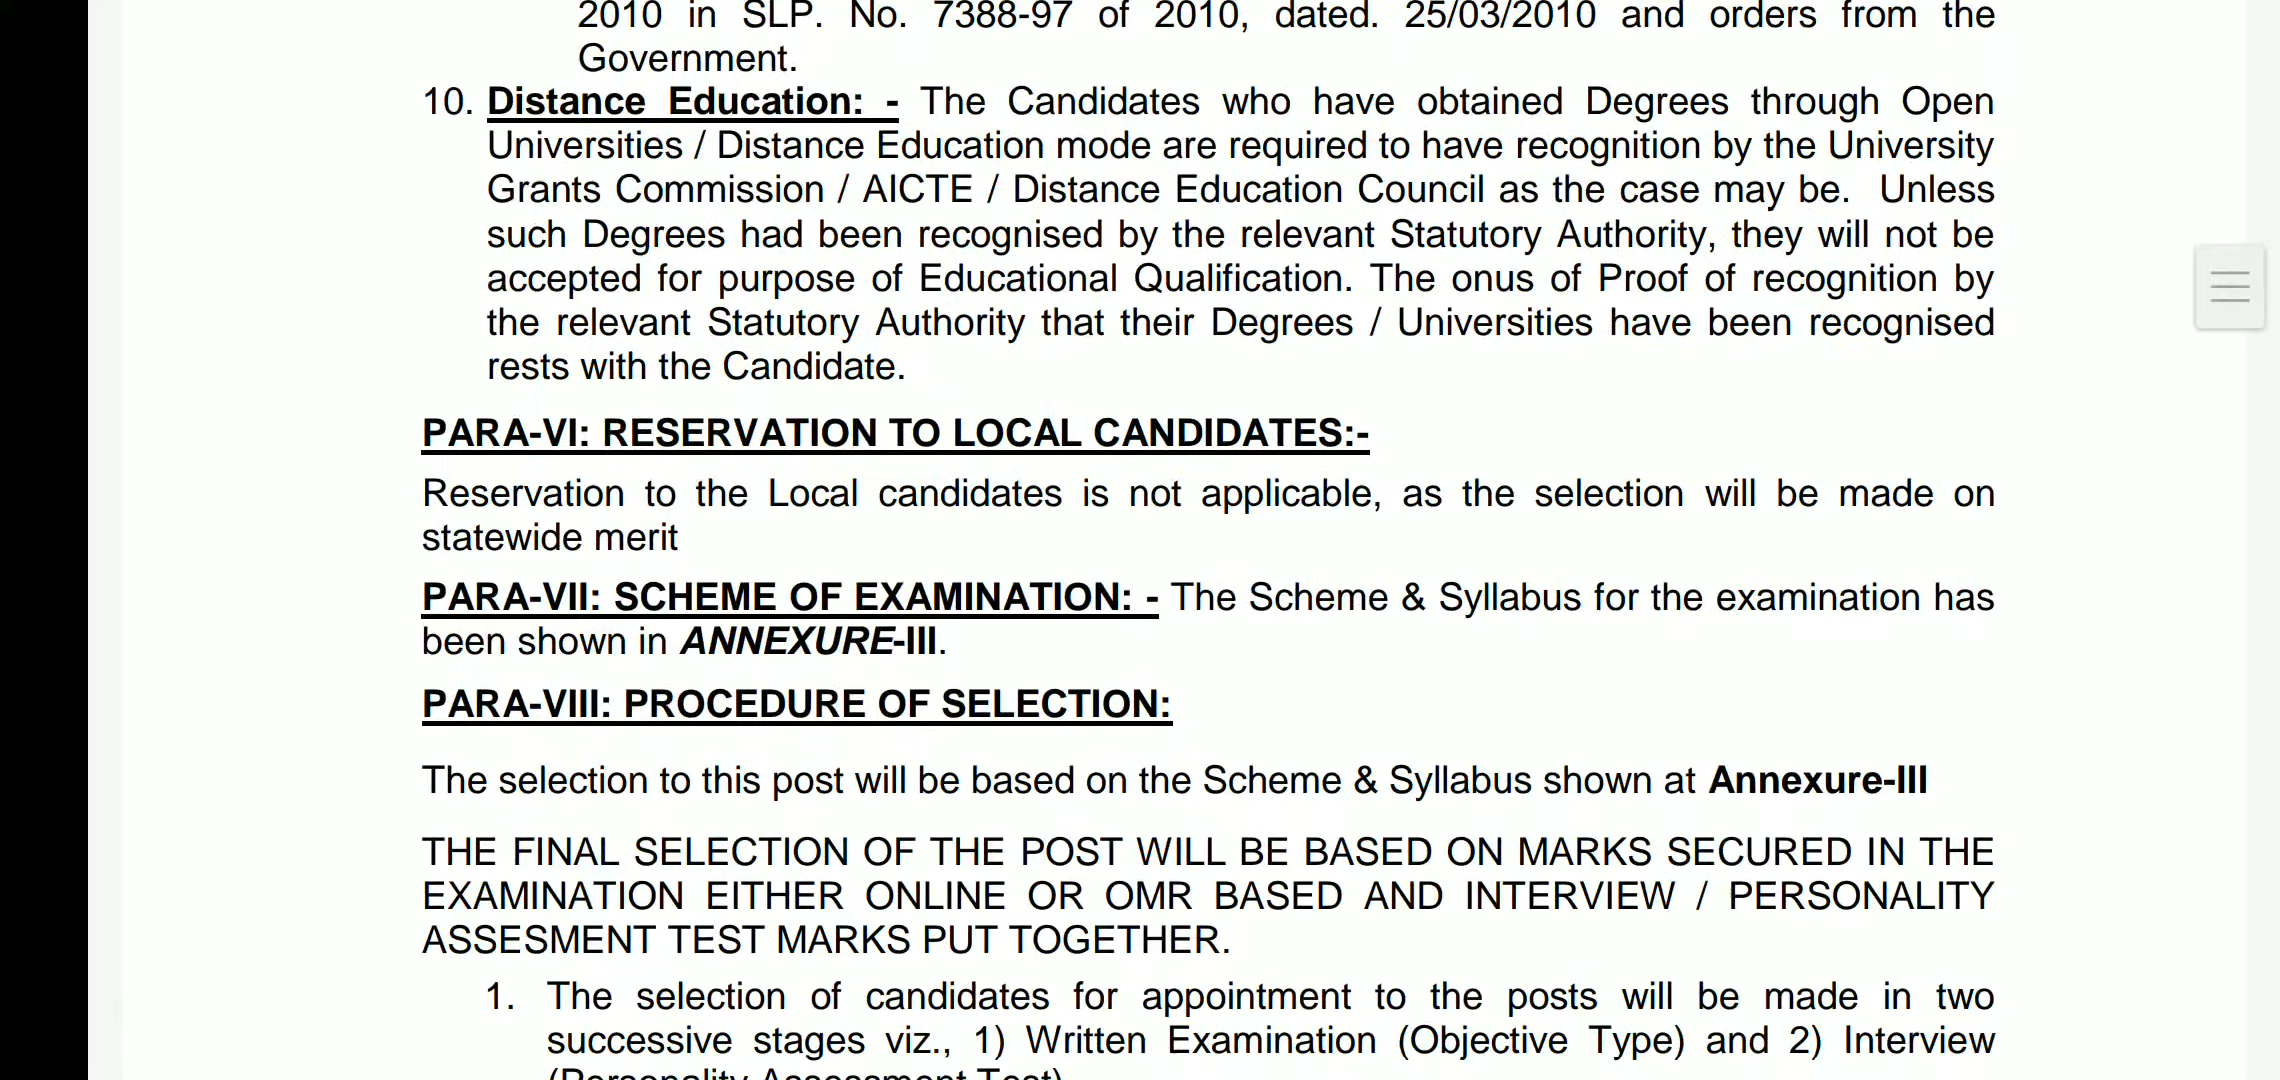 2010 in SLP. No. 7388-97 of 2010, dated. 25/03/2010 and orders from the
Government.
10. Distance Education: - The Candidates who have obtained Degrees through Open
Universities / Distance Education mode are required to have recognition by the University
Grants Commission / AICTE / Distance Education Council as the case may be. Unless
such Degrees had been recognised by the relevant Statutory Authority, they will not be
accepted for purpose of Educational Qualification. The onus of Proof of recognition by
the relevant Statutory Authority that their Degrees / Universities have been recognised
rests with the Candidate.
PARA-VI: RESERVATION TO LOCAL CANDIDATES:-
Reservation to the Local candidates is not applicable, as the selection will be made on
statewide merit
PARA-VII: SCHEME OF EXAMINATION: - The Scheme & Syllabus for the examination has
been shown in ANNEXURE-III.
PARA-VIII: PROCEDURE OF SELECTION:
The selection to this post will be based on the Scheme & Syllabus shown at Annexure-III
THE FINAL SELECTION OF THE POST WILL BE BASED ON MARKS SECURED IN THE
EXAMINATION EITHER ONLINE OR OMR BASED AND INTERVIEW / PERSONALITY
ASSESMENT TEST MARKS PUT TOGETHER.
1. The selection of candidates for appointment to the posts will be made in two
successive stages viz., 1) Written Examination (Objective Type) and 2) Interview
(Personality Assessment Test)